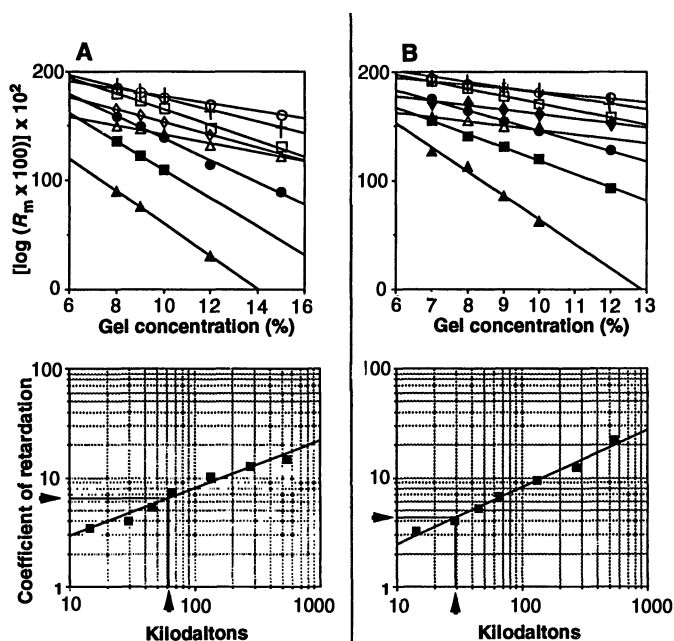 A
B
[log (Rm x 100)] x 10²
200
100
0
6 8 10 12 14 16
Gel concentration (%)
200
100
0
6 7 8 9 10 11 12 13
Gel concentration (%)
Coefficient of retardation
100
10
1
10 100 1000
Kilodaltons
100
10
1
10 100 1000
Kilodaltons